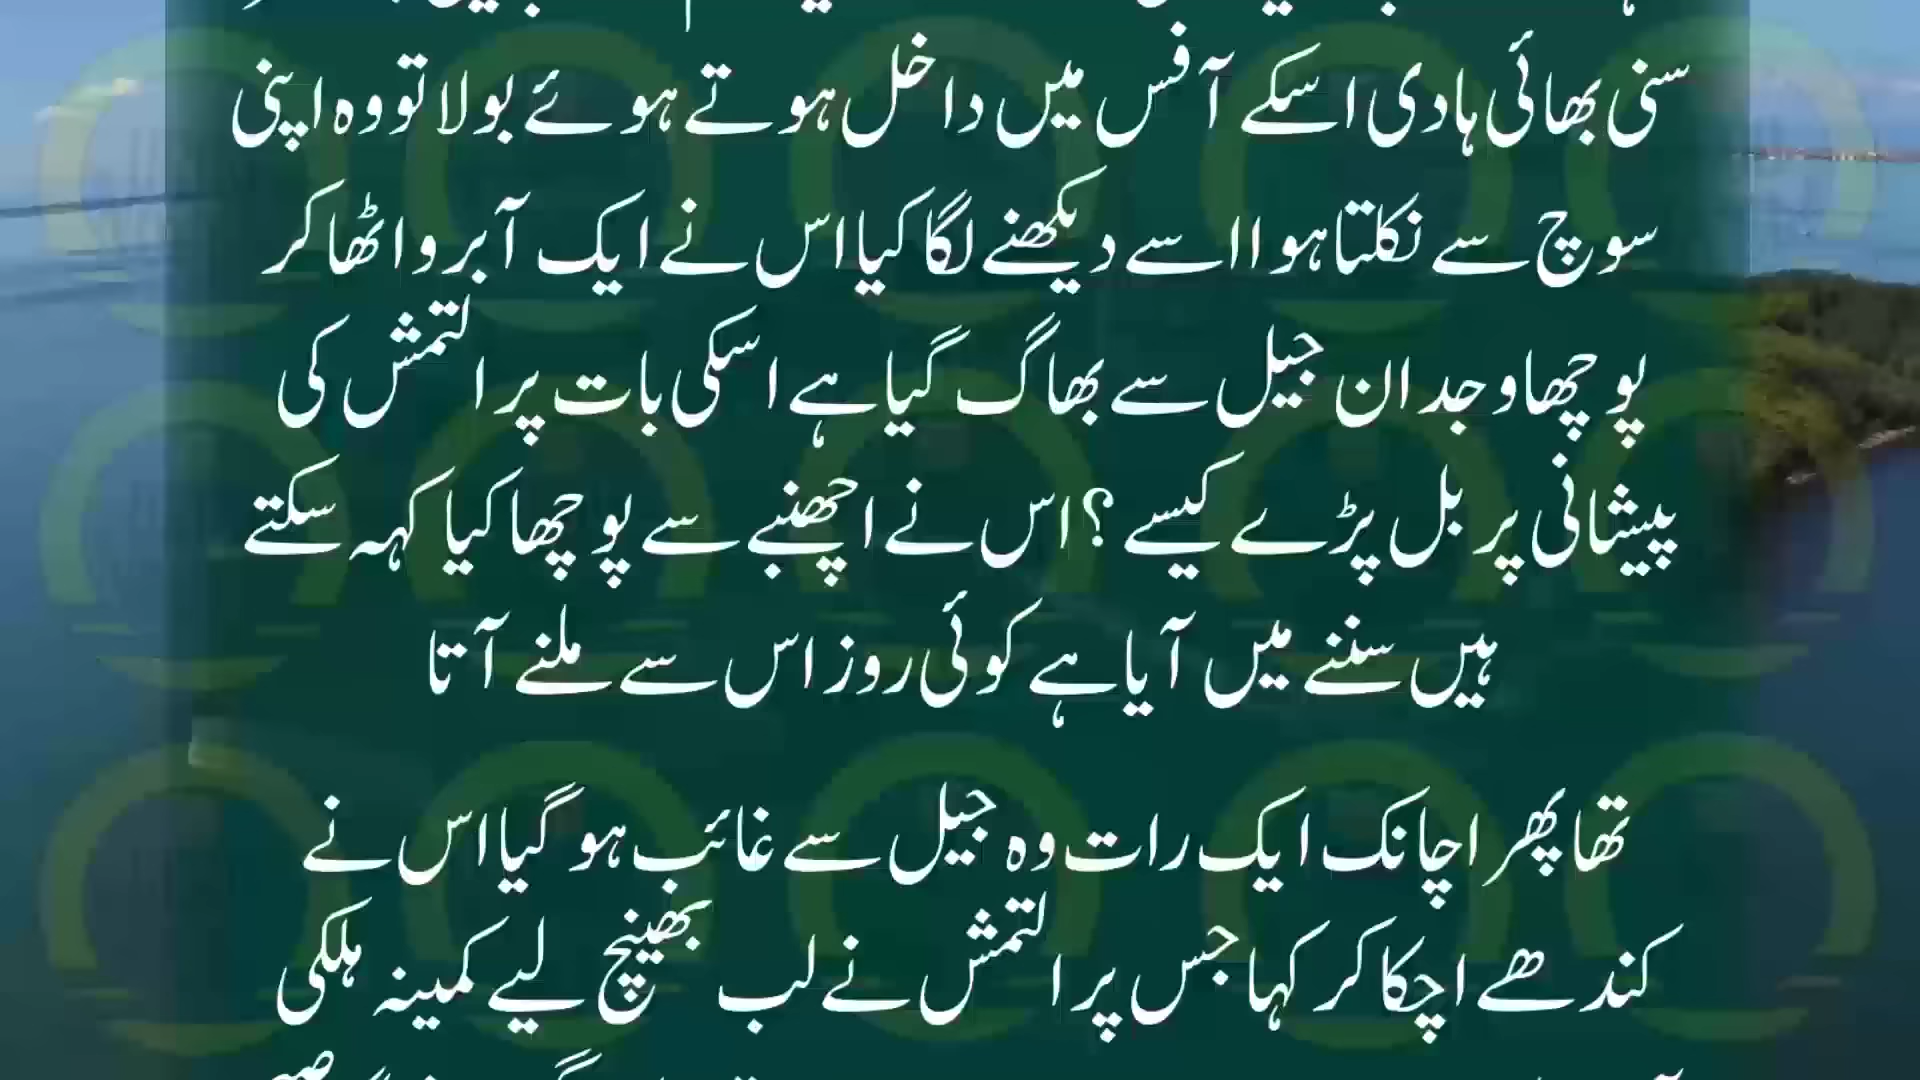 سنی بھائی ہادی اسکے آفس میں داخل ہوتے ہوئے بولا تو وہ اپنی
سوچ سے نکلتا ہوا اسے دیکھنے لگا کیا اس نے ایک آبرو اٹھا کر
پوچھا وجدان جیل سے بھاگ گیا ہے اسکی بات پر التمش کی
پیشانی پر بل پڑے کیسے ؟ اس نے اچھنبے سے پوچھا کیا کہہ سکتے
ہیں سننے میں آیا ہے کوئی روز اس سے ملنے آتا
تھا پھر اچانک ایک رات وہ جیل سے غائب ہو گیا اس نے
کندھے اچکا کر کہا جس پر التمش نے لب بھینچ لیے کمینہ ہلکی